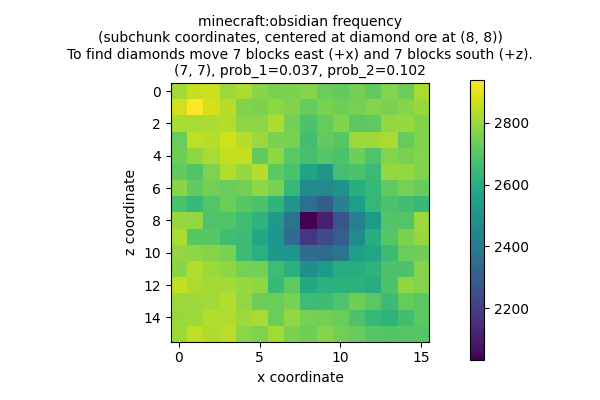 minecraft:obsidian frequency
(subchunk coordinates, centered at diamond ore at (8, 8))
To find diamonds move 7 blocks east (+x) and 7 blocks south (+z).
(7, 7), prob_1=0.037, prob_2=0.102
0
2
4
6
8
10
12
14
z coordinate
0
5
10
15
x coordinate
2800
2600
2400
2200